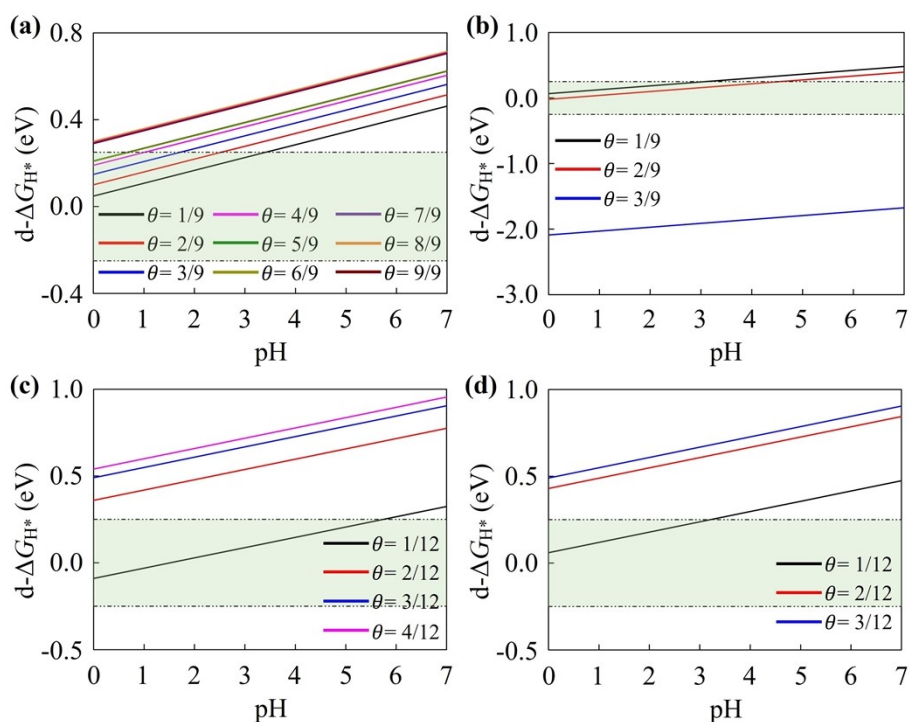 (a)
0.8
0.4
0.0
-0.4
d-ΔG_H* (eV)
θ= 1/9 θ= 4/9 θ= 7/9
θ= 2/9 θ= 5/9 θ= 8/9
θ= 3/9 θ= 6/9 θ= 9/9
0 1 2 3 4 5 6 7
pH
(b)
1.0
0.0
-1.0
-2.0
-3.0
d-ΔG_H* (eV)
θ= 1/9
θ= 2/9
θ= 3/9
0 1 2 3 4 5 6 7
pH
(c)
1.0
0.5
0.0
-0.5
d-ΔG_H* (eV)
θ= 1/12
θ= 2/12
θ= 3/12
θ= 4/12
0 1 2 3 4 5 6 7
pH
(d)
1.0
0.5
0.0
-0.5
d-ΔG_H* (eV)
θ= 1/12
θ= 2/12
θ= 3/12
0 1 2 3 4 5 6 7
pH